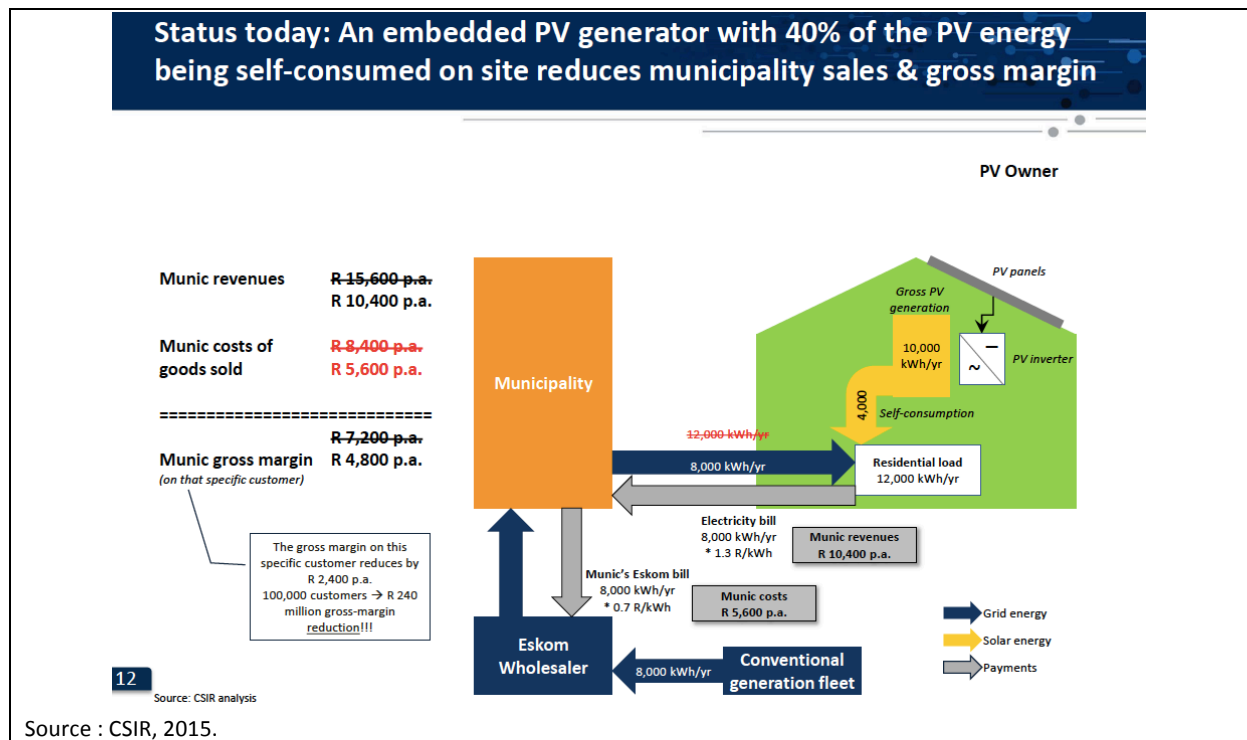 Status today: An embedded PV generator with 40% of the PV energy
being self-consumed on site reduces municipality sales & gross margin
PV Owner
Munic revenues
R 15,600 p.a.
R 10,400 p.a.
Munic costs of
goods sold
R 8,400 p.a.
R 5,600 p.a.
=============================
R 7,200 p.a.
Munic gross margin R 4,800 p.a.
(on that specific customer)
The gross margin on this
specific customer reduces by
R 2,400 p.a.
100,000 customers → R 240
million gross-margin
reduction!!!
Municipality
PV panels
Gross PV
generation
10,000
kWh/yr
−
~
PV inverter
4,000
Self-consumption
12,000 kWh/yr
8,000 kWh/yr
Residential load
12,000 kWh/yr
Electricity bill
8,000 kWh/yr
* 1.3 R/kWh
Munic revenues
R 10,400 p.a.
Munic's Eskom bill
8,000 kWh/yr
* 0.7 R/kWh
Munic costs
R 5,600 p.a.
Eskom
Wholesaler
8,000 kWh/yr
Conventional
generation fleet
Grid energy
Solar energy
Payments
12
Source: CSIR analysis
Source : CSIR, 2015.